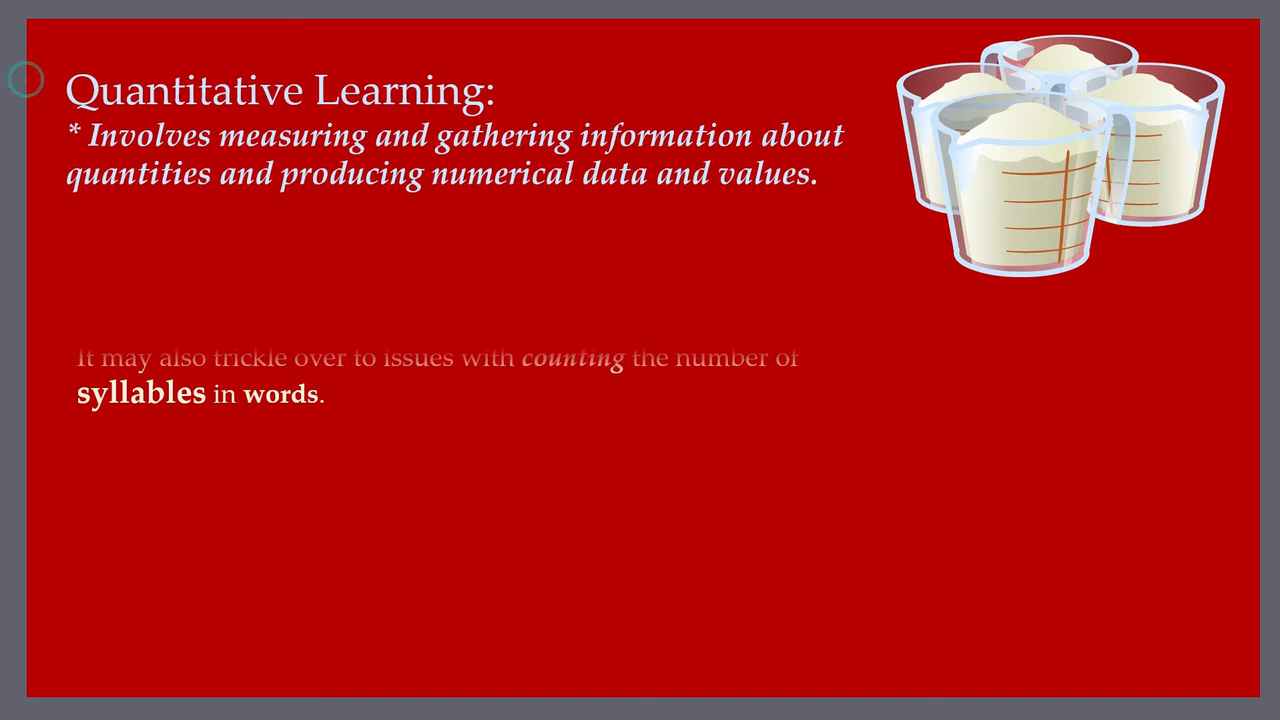 Quantitative Learning:
* Involves measuring and gathering information about
quantities and producing numerical data and values.
It may also trickle over to issues with counting the number of
syllables in words.